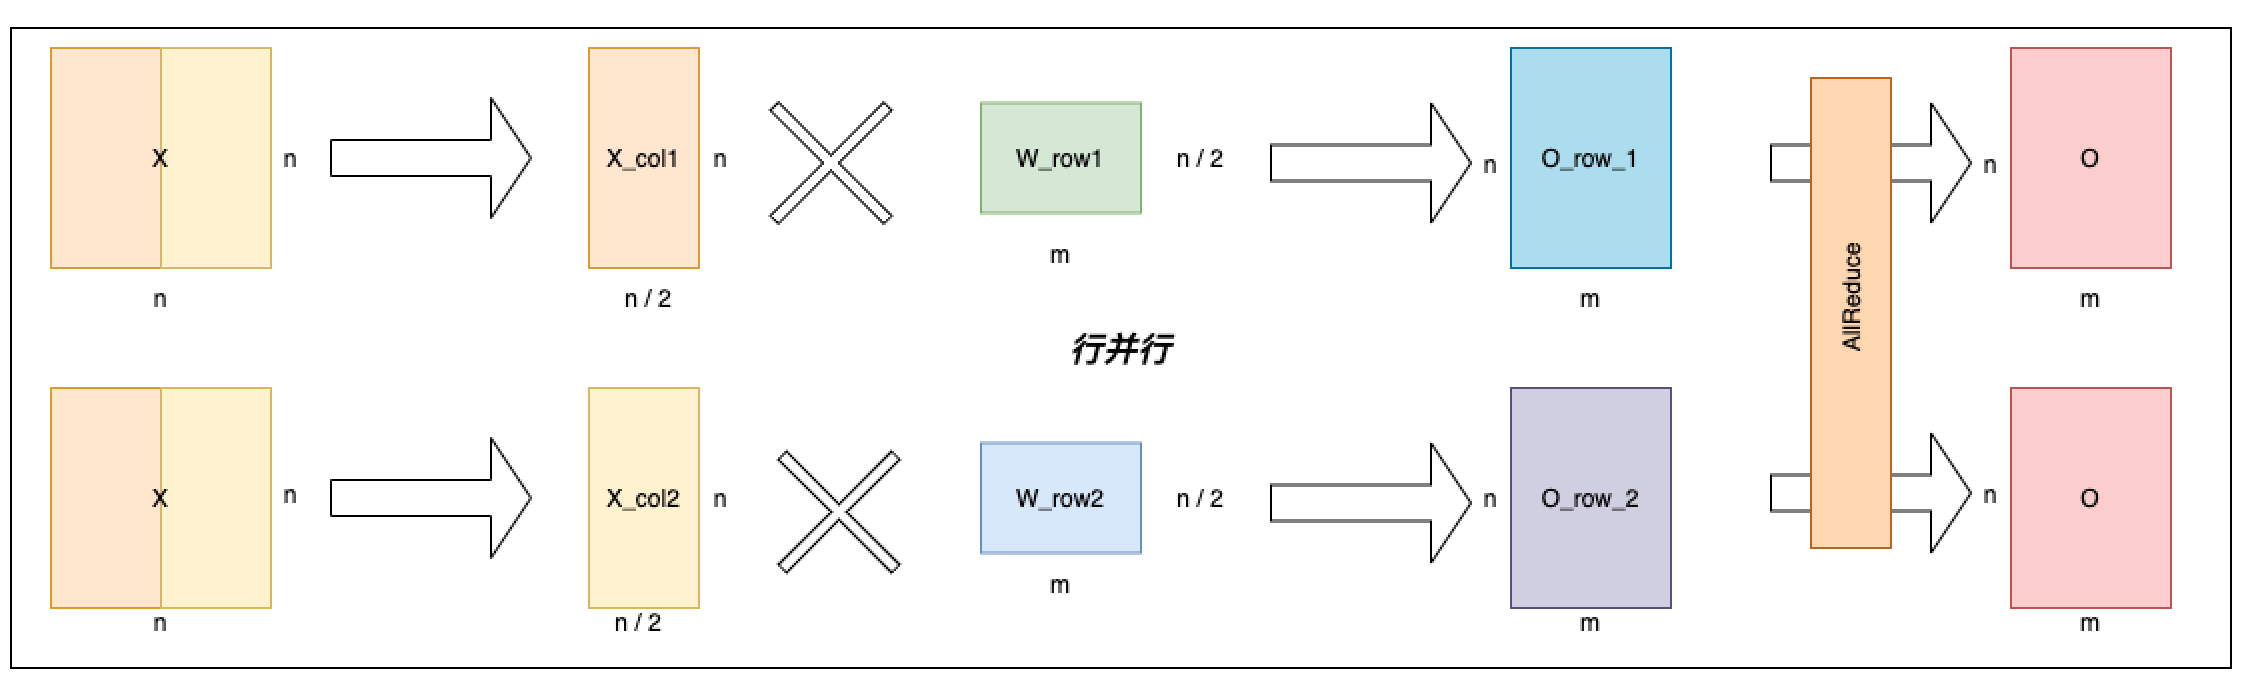 X
n
n
X_col1
n
n / 2
W_row1
n / 2
m
n
O_row_1
m
AllReduce
n
O
m
行并行
X
n
n
X_col2
n
n / 2
W_row2
n / 2
m
n
O_row_2
m
n
O
m